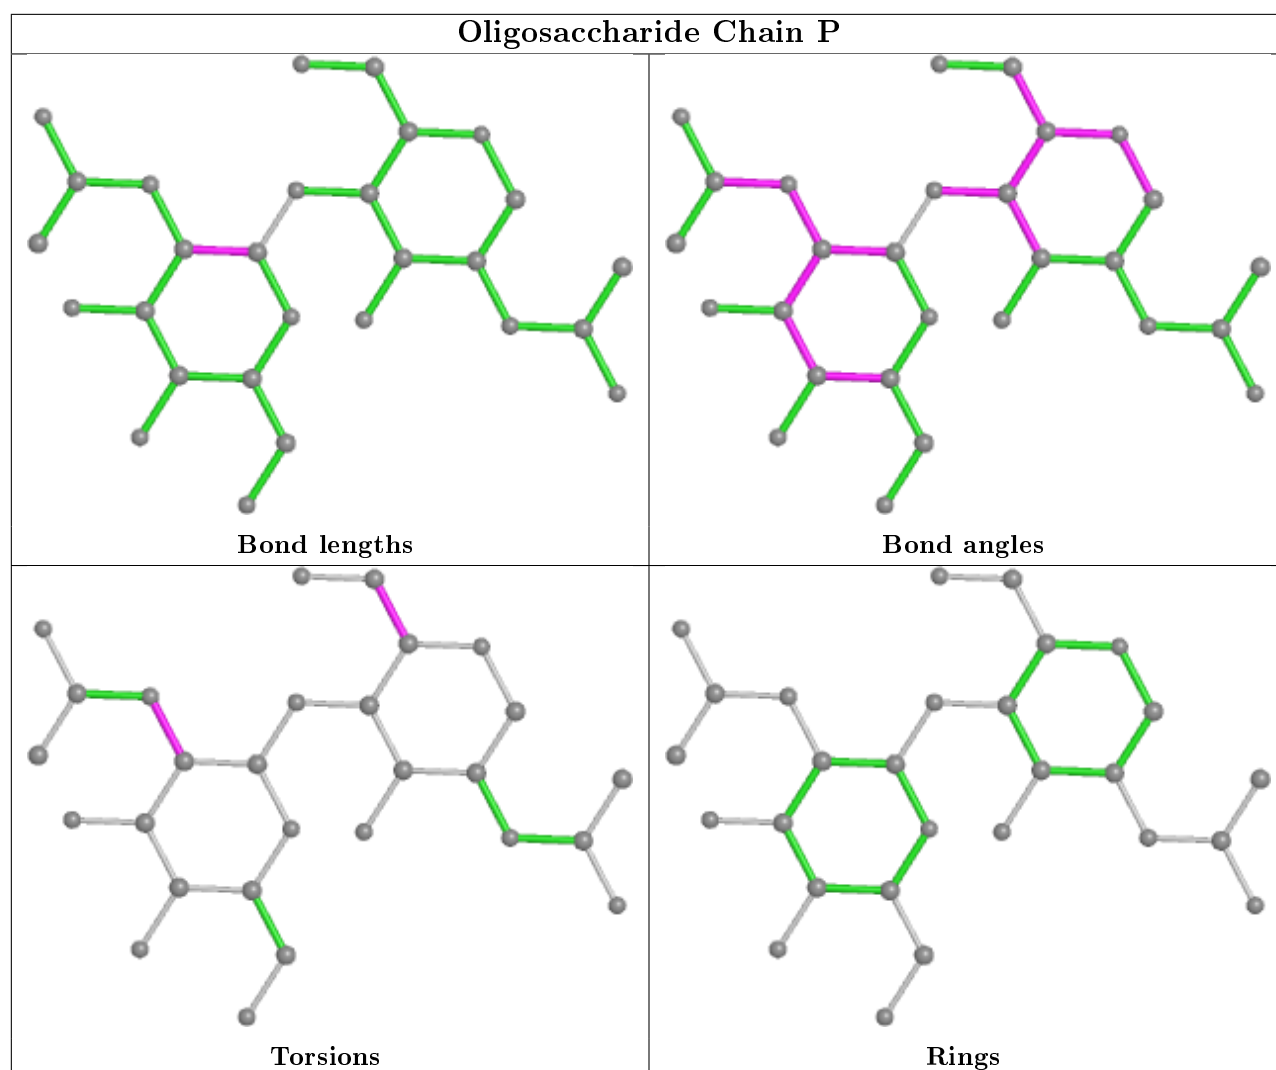 Oligosaccharide Chain P
Bond lengths
Bond angles
Torsions
Rings